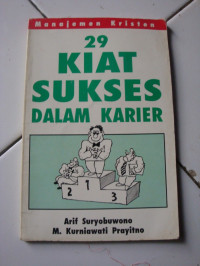 Manajemen Kristen
29
KIAT
SUKSES
DALAM KARIER
2
1
3
Arif Suryobuwono
M. Kurniawati Prayitno